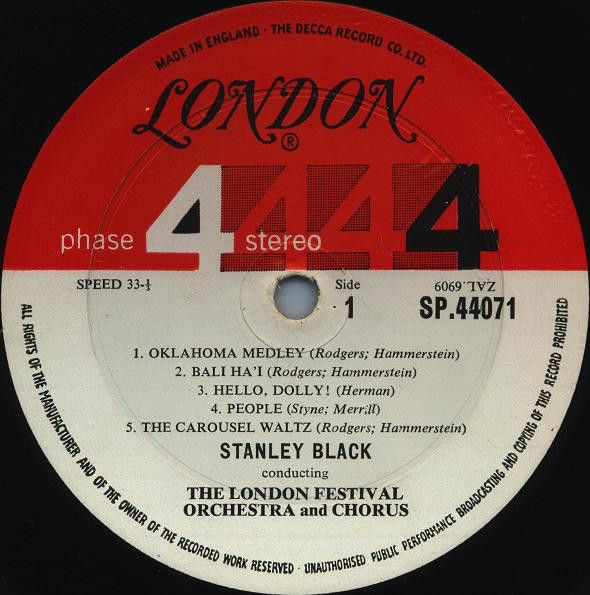 MADE IN ENGLAND · THE DECCA RECORD CO. LTD.
LONDON
®
phase 4 stereo 4 4 4
SPEED 33-⅓
Side
1
ZAL.6909
SP.44071
1. OKLAHOMA MEDLEY (Rodgers; Hammerstein)
2. BALI HA'I (Rodgers; Hammerstein)
3. HELLO, DOLLY! (Herman)
4. PEOPLE (Styne; Merrill)
5. THE CAROUSEL WALTZ (Rodgers; Hammerstein)
STANLEY BLACK
conducting
THE LONDON FESTIVAL
ORCHESTRA and CHORUS
ALL RIGHTS OF THE MANUFACTURER AND OF THE OWNER OF THE RECORDED WORK RESERVED · UNAUTHORISED PUBLIC PERFORMANCE BROADCASTING AND COPYING OF THIS RECORD PROHIBITED